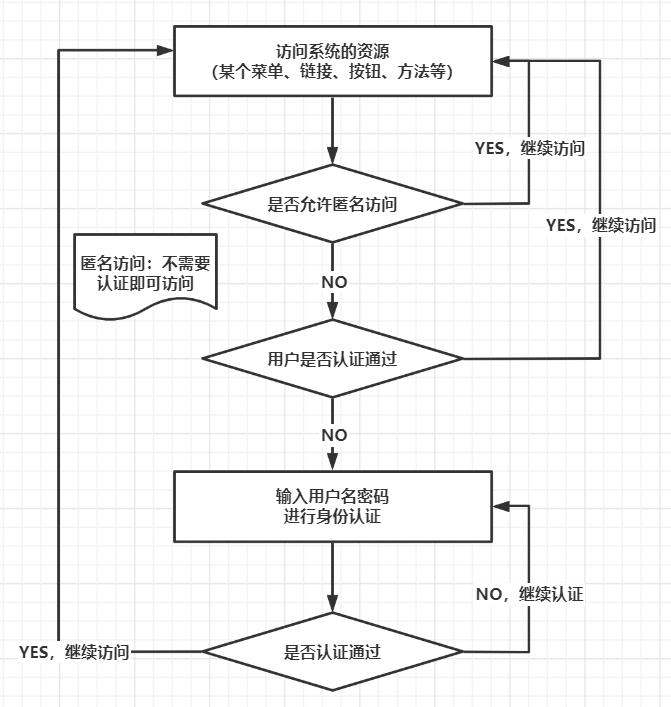 访问系统的资源
（某个菜单、链接、按钮、方法等）
YES，继续访问
是否允许匿名访问
YES，继续访问
匿名访问：不需要
认证即可访问
NO
用户是否认证通过
NO
输入用户名密码
进行身份认证
NO，继续认证
YES，继续访问
是否认证通过